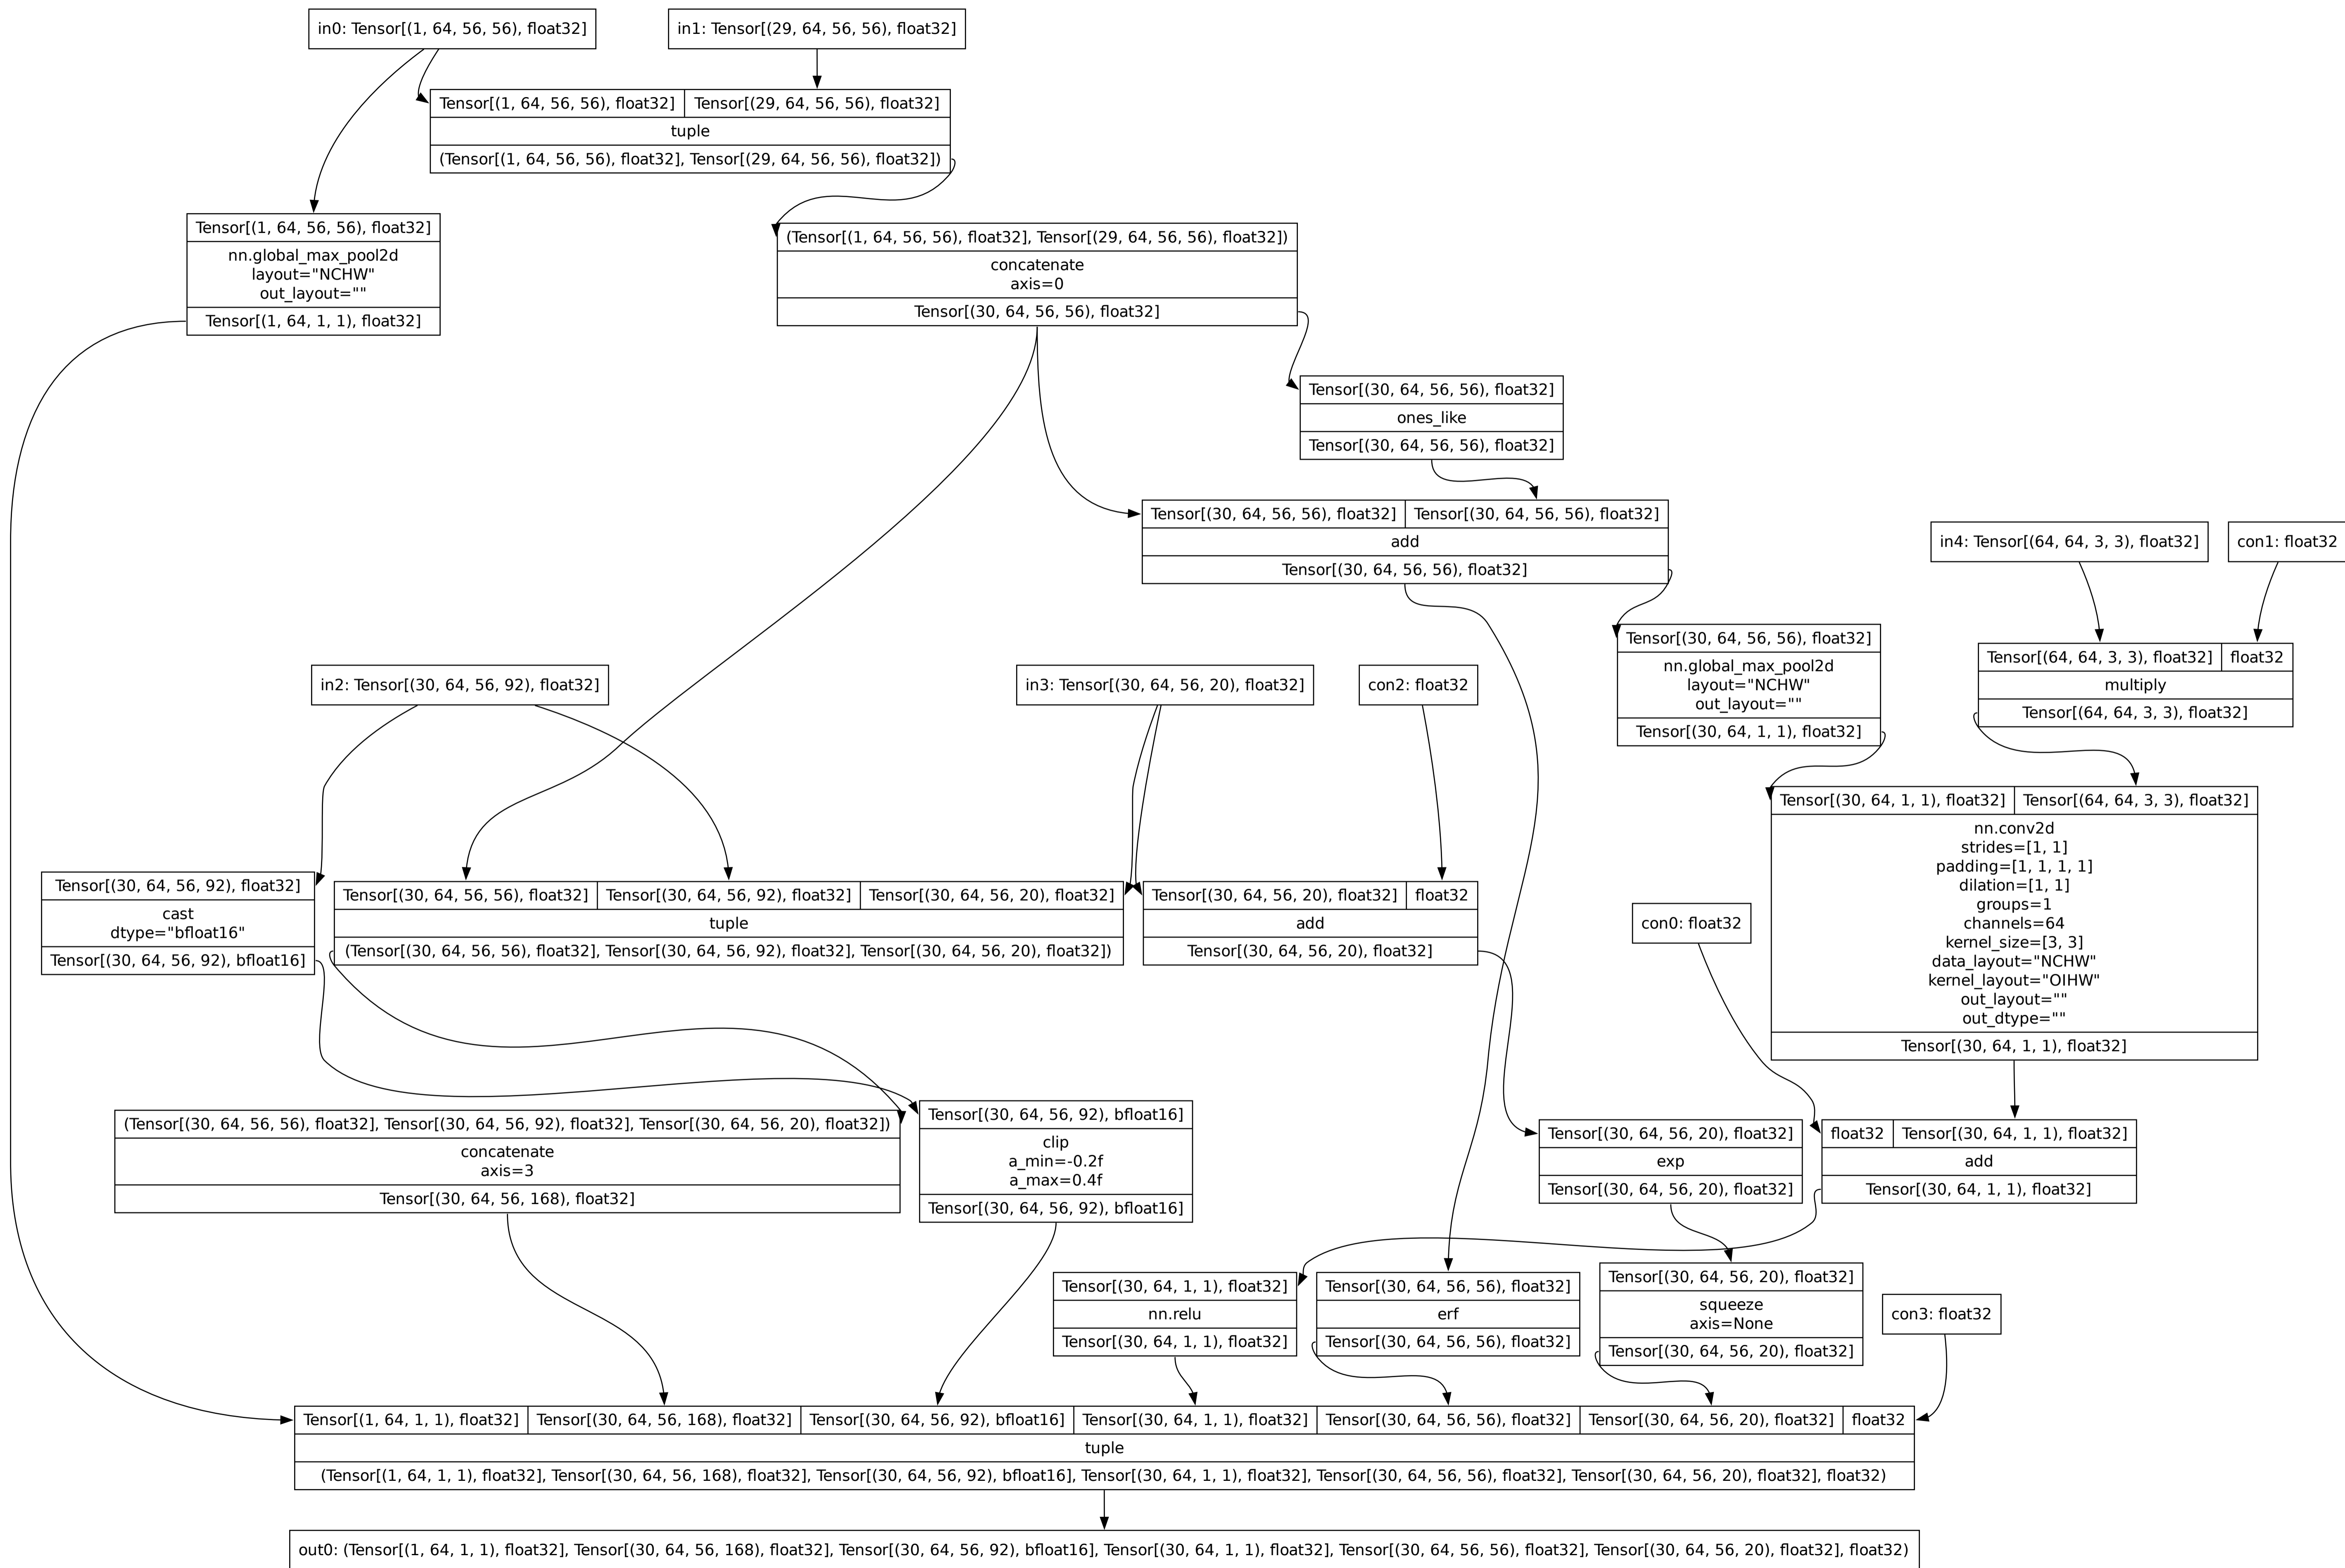 in0: Tensor[(1, 64, 56, 56), float32]
in1: Tensor[(29, 64, 56, 56), float32]
Tensor[(1, 64, 56, 56), float32]
Tensor[(29, 64, 56, 56), float32]
tuple
(Tensor[(1, 64, 56, 56), float32], Tensor[(29, 64, 56, 56), float32])
Tensor[(1, 64, 56, 56), float32]
nn.global_max_pool2d
layout="NCHW"
out_layout=""
Tensor[(1, 64, 1, 1), float32]
(Tensor[(1, 64, 56, 56), float32], Tensor[(29, 64, 56, 56), float32])
concatenate
axis=0
Tensor[(30, 64, 56, 56), float32]
Tensor[(30, 64, 56, 56), float32]
ones_like
Tensor[(30, 64, 56, 56), float32]
Tensor[(30, 64, 56, 56), float32]
Tensor[(30, 64, 56, 56), float32]
add
Tensor[(30, 64, 56, 56), float32]
in4: Tensor[(64, 64, 3, 3), float32]
con1: float32
Tensor[(30, 64, 56, 56), float32]
nn.global_max_pool2d
layout="NCHW"
out_layout=""
Tensor[(30, 64, 1, 1), float32]
Tensor[(64, 64, 3, 3), float32]
float32
multiply
Tensor[(64, 64, 3, 3), float32]
in2: Tensor[(30, 64, 56, 92), float32]
in3: Tensor[(30, 64, 56, 20), float32]
con2: float32
Tensor[(30, 64, 1, 1), float32]
Tensor[(64, 64, 3, 3), float32]
nn.conv2d
strides=[1, 1]
padding=[1, 1, 1, 1]
dilation=[1, 1]
groups=1
channels=64
kernel_size=[3, 3]
data_layout="NCHW"
kernel_layout="OIHW"
out_layout=""
out_dtype=""
Tensor[(30, 64, 1, 1), float32]
Tensor[(30, 64, 56, 92), float32]
cast
dtype="bfloat16"
Tensor[(30, 64, 56, 92), bfloat16]
Tensor[(30, 64, 56, 56), float32]
Tensor[(30, 64, 56, 92), float32]
Tensor[(30, 64, 56, 20), float32]
tuple
(Tensor[(30, 64, 56, 56), float32], Tensor[(30, 64, 56, 92), float32], Tensor[(30, 64, 56, 20), float32])
Tensor[(30, 64, 56, 20), float32]
float32
add
Tensor[(30, 64, 56, 20), float32]
con0: float32
(Tensor[(30, 64, 56, 56), float32], Tensor[(30, 64, 56, 92), float32], Tensor[(30, 64, 56, 20), float32])
concatenate
axis=3
Tensor[(30, 64, 56, 168), float32]
Tensor[(30, 64, 56, 92), bfloat16]
clip
a_min=-0.2f
a_max=0.4f
Tensor[(30, 64, 56, 92), bfloat16]
Tensor[(30, 64, 56, 20), float32]
exp
Tensor[(30, 64, 56, 20), float32]
float32
Tensor[(30, 64, 1, 1), float32]
add
Tensor[(30, 64, 1, 1), float32]
Tensor[(30, 64, 1, 1), float32]
nn.relu
Tensor[(30, 64, 1, 1), float32]
Tensor[(30, 64, 56, 56), float32]
erf
Tensor[(30, 64, 56, 56), float32]
Tensor[(30, 64, 56, 20), float32]
squeeze
axis=None
Tensor[(30, 64, 56, 20), float32]
con3: float32
Tensor[(1, 64, 1, 1), float32]
Tensor[(30, 64, 56, 168), float32]
Tensor[(30, 64, 56, 92), bfloat16]
Tensor[(30, 64, 1, 1), float32]
Tensor[(30, 64, 56, 56), float32]
Tensor[(30, 64, 56, 20), float32]
float32
tuple
(Tensor[(1, 64, 1, 1), float32], Tensor[(30, 64, 56, 168), float32], Tensor[(30, 64, 56, 92), bfloat16], Tensor[(30, 64, 1, 1), float32], Tensor[(30, 64, 56, 56), float32], Tensor[(30, 64, 56, 20), float32], float32)
out0: (Tensor[(1, 64, 1, 1), float32], Tensor[(30, 64, 56, 168), float32], Tensor[(30, 64, 56, 92), bfloat16], Tensor[(30, 64, 1, 1), float32], Tensor[(30, 64, 56, 56), float32], Tensor[(30, 64, 56, 20), float32], float32)